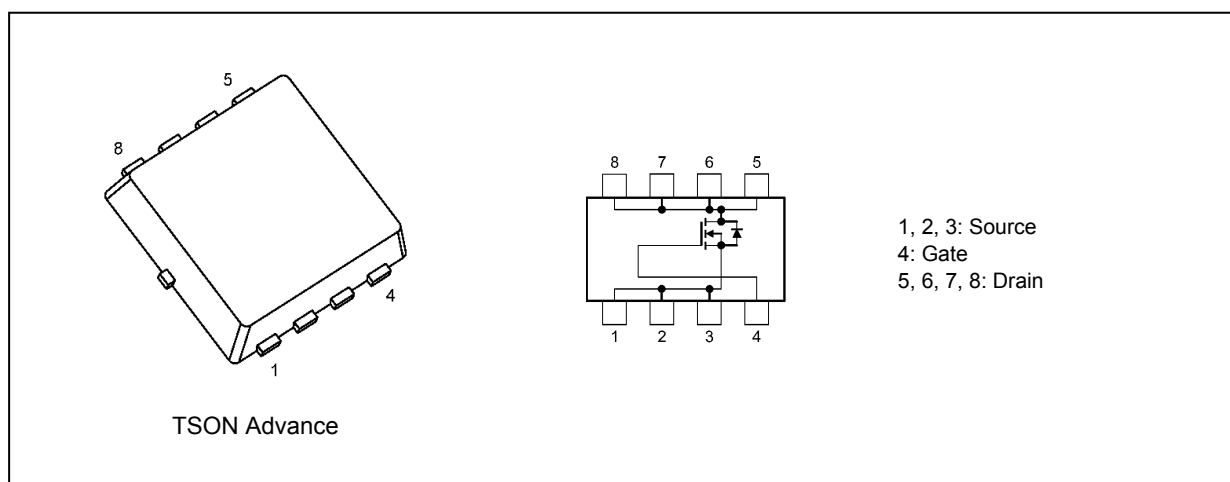 5
8
4
1
TSON Advance
8 7 6 5
1 2 3 4
1, 2, 3: Source
4: Gate
5, 6, 7, 8: Drain